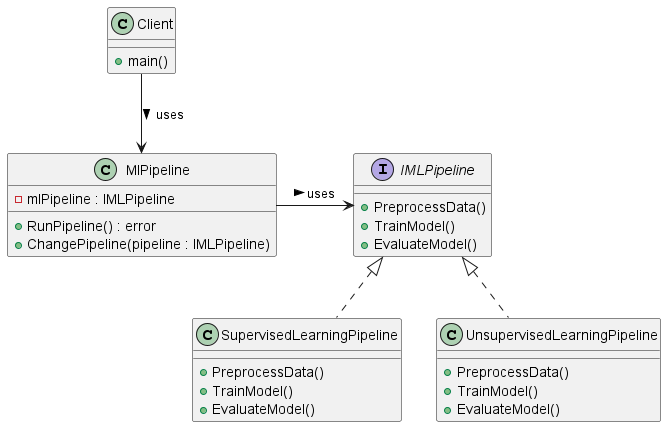 C Client
main()
uses
C MlPipeline
mlPipeline : IMLPipeline
RunPipeline() : error
ChangePipeline(pipeline : IMLPipeline)
uses
I IMLPipeline
PreprocessData()
TrainModel()
EvaluateModel()
C SupervisedLearningPipeline
PreprocessData()
TrainModel()
EvaluateModel()
C UnsupervisedLearningPipeline
PreprocessData()
TrainModel()
EvaluateModel()